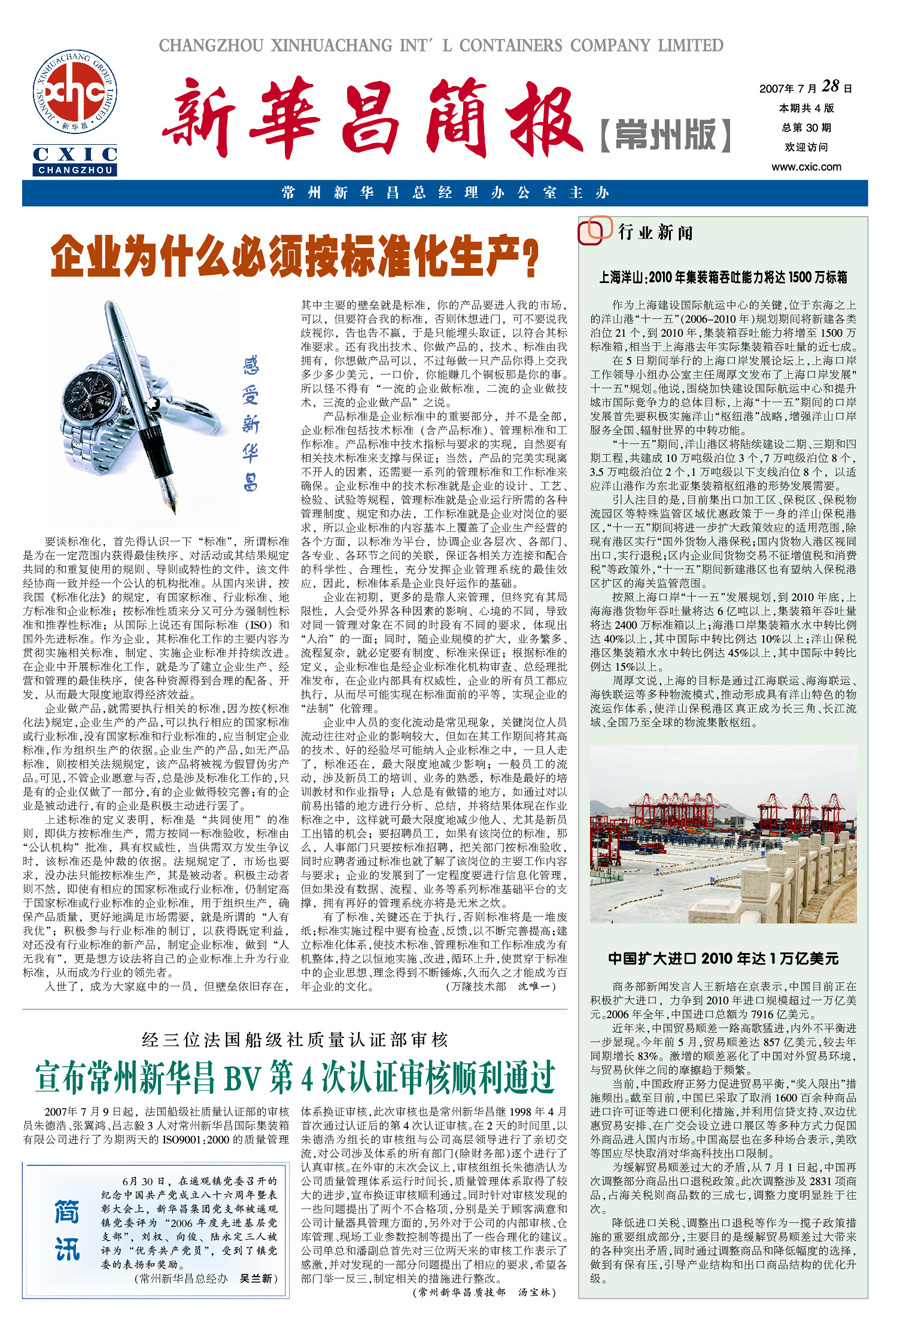 CHANGZHOU XINHUACHANG INT' L CONTAINERS COMPANY LIMITED
JIANGSU XINHUACHANG GROUP LIMITED
·新华昌·
xhc
CXIC
CHANGZHOU
新華昌簡报【常州版】
2007年7月28日
本期共4版
总第30期
欢迎访问
www.cxic.com
常州新华昌总经理办公室主办
企业为什么必须按标准化生产?
感受新华昌
要谈标准化，首先得认识一下“标准”，所谓标准
是为在一定范围内获得最佳秩序、对活动或其结果规定
共同的和重复使用的规则、导则或特性的文件，该文件
经协商一致并经一个公认的机构批准。从国内来讲，按
我国《标准化法》的规定，有国家标准、行业标准、地
方标准和企业标准；按标准性质来分又可分为强制性标
准和推荐性标准；从国际上说还有国际标准（ISO）和
国外先进标准。作为企业，其标准化工作的主要内容为
贯彻实施相关标准，制定、实施企业标准并持续改进。
在企业中开展标准化工作，就是为了建立企业生产、经
营和管理的最佳秩序，使各种资源得到合理的配备、开
发，从而最大限度地取得经济效益。
企业做产品,就需要执行相关的标准,因为按《标准
化法》规定,企业生产的产品,可以执行相应的国家标准
或行业标准,没有国家标准和行业标准的,应当制定企业
标准,作为组织生产的依据。企业生产的产品,如无产品
标准，则按相关法规规定，该产品将被视为假冒伪劣产
品。可见,不管企业愿意与否,总是涉及标准化工作的,只
是有的企业仅做了一部分,有的企业做得较完善;有的企
业是被动进行,有的企业是积极主动进行罢了。
上述标准的定义表明，标准是“共同使用”的准
则，即供方按标准生产，需方按同一标准验收，标准由
“公认机构”批准，具有权威性，当供需双方发生争议
时，该标准还是仲裁的依据。法规规定了，市场也要
求，没办法只能按标准生产，其是被动者。积极主动者
则不然，即使有相应的国家标准或行业标准，仍制定高
于国家标准或行业标准的企业标准，用于组织生产，确
保产品质量，更好地满足市场需要，就是所谓的“人有
我优”；积极参与行业标准的制订，以获得既定利益，
对还没有行业标准的新产品，制定企业标准，做到“人
无我有”，更是想方设法将自己的企业标准上升为行业
标准，从而成为行业的领先者。
入世了，成为大家庭中的一员，但壁垒依旧存在，
其中主要的壁垒就是标准，你的产品要进入我的市场，
可以，但要符合我的标准，否则休想进门，可不要说我
歧视你，告也告不赢，于是只能埋头取证，以符合其标
准要求。还有我出技术、你做产品的，技术、标准由我
拥有，你想做产品可以，不过每做一只产品你得上交我
多少多少美元，一口价，你能赚几个铜板那是你的事。
所以怪不得有“一流的企业做标准，二流的企业做技
术，三流的企业做产品”之说。
产品标准是企业标准中的重要部分，并不是全部，
企业标准包括技术标准（含产品标准）、管理标准和工
作标准。产品标准中技术指标与要求的实现，自然要有
相关技术标准来支撑与保证；当然，产品的完美实现离
不开人的因素，还需要一系列的管理标准和工作标准来
确保。企业标准中的技术标准就是企业的设计、工艺、
检验、试验等规程，管理标准就是企业运行所需的各种
管理制度、规定和办法，工作标准就是企业对岗位的要
求，所以企业标准的内容基本上覆盖了企业生产经营的
各个方面，以标准为平台，协调企业各层次、各部门、
各专业、各环节之间的关联，保证各相关方连接和配合
的科学性、合理性，充分发挥企业管理系统的最佳效
应，因此，标准体系是企业良好运作的基础。
企业在初期，更多的是靠人来管理，但终究有其局
限性，人会受外界各种因素的影响、心境的不同，导致
对同一管理对象在不同的时段有不同的要求，体现出
“人治”的一面；同时，随企业规模的扩大，业务繁多、
流程复杂，就必定要有制度、标准来保证；根据标准的
定义，企业标准也是经企业标准化机构审查、总经理批
准发布，在企业内部具有权威性，企业的所有员工都应
执行，从而尽可能实现在标准面前的平等，实现企业的
“法制”化管理。
企业中人员的变化流动是常见现象，关键岗位人员
流动往往对企业的影响较大，但如在其工作期间将其高
的技术、好的经验尽可能纳入企业标准之中，一旦人走
了，标准还在，最大限度地减少影响；一般员工的流
动，涉及新员工的培训、业务的熟悉，标准是最好的培
训教材和作业指导；人总是有做错的地方，如通过对以
前易出错的地方进行分析、总结，并将结果体现在作业
标准之中，这样就可最大限度地减少他人、尤其是新员
工出错的机会；要招聘员工，如果有该岗位的标准，那
么，人事部门只要按标准招聘，把关部门按标准验收，
同时应聘者通过标准也就了解了该岗位的主要工作内容
与要求；企业的发展到了一定程度要进行信息化管理，
但如果没有数据、流程、业务等系列标准基础平台的支
撑，拥有再好的管理系统亦将是无米之炊。
有了标准,关键还在于执行,否则标准将是一堆废
纸;标准实施过程中要有检查、反馈,以不断完善提高;建
立标准化体系,使技术标准、管理标准和工作标准成为有
机整体,持之以恒地实施、改进,循环上升,使贯穿于标准
中的企业思想、理念得到不断锤炼,久而久之才能成为百
年企业的文化。 （万隆技术部 沈唯一）
经三位法国船级社质量认证部审核
宣布常州新华昌BV第4次认证审核顺利通过
2007年7月9日起，法国船级社质量认证部的审核
员朱德浩、张翼鸿、吕志毅3人对常州新华昌国际集装箱
有限公司进行了为期两天的ISO9001:2000的质量管理
体系换证审核,此次审核也是常州新华昌继1998年4月
首次通过认证后的第4次认证审核。在2天的时间里,以
朱德浩为组长的审核组与公司高层领导进行了亲切交
流,对公司涉及体系的所有部门(除财务部)逐个进行了
认真审核。在外审的末次会议上,审核组组长朱德浩认为
公司质量管理体系运行时间长,质量管理体系取得了较
大的进步,宣布换证审核顺利通过。同时针对审核发现的
一些问题提出了两个不合格项,分别是关于顾客满意和
公司计量器具管理方面的,另外对于公司的内部审核、仓
库管理、现场工业参数控制等提出了一些合理化的建议。
公司单总和潘副总首先对三位两天来的审核工作表示了
感激,并对发现的一部分问题提出了相应的要求,希望各
部门举一反三,制定相关的措施进行整改。
（常州新华昌质技部 汤宝林）
简讯
6月30日，在遥观镇党委召开的
纪念中国共产党成立八十六周年暨表
彰大会上，新华昌集团党支部被遥观
镇党委评为“2006年度先进基层党
支部”，刘权、向俊、陆永定三人被
评为“优秀共产党员”，受到了镇党
委的表扬和奖励。
（常州新华昌总经办 吴兰新）
行业新闻
上海洋山:2010年集装箱吞吐能力将达1500万标箱
作为上海建设国际航运中心的关键,位于东海之上
的洋山港“十一五”(2006-2010年)规划期间将新建各类
泊位21个,到2010年,集装箱吞吐能力将增至1500万
标准箱,相当于上海港去年实际集装箱吞吐量的近七成。
在5日期间举行的上海口岸发展论坛上,上海口岸
工作领导小组办公室主任周厚文发布了上海口岸发展"
十一五"规划。他说,围绕加快建设国际航运中心和提升
城市国际竞争力的总体目标,上海“十一五”期间的口岸
发展首先要积极实施洋山“枢纽港”战略,增强洋山口岸
服务全国、辐射世界的中转功能。
“十一五”期间,洋山港区将陆续建设二期、三期和四
期工程,共建成10万吨级泊位3个,7万吨级泊位8个,
3.5万吨级泊位2个,1万吨级以下支线泊位8个，以适
应洋山港作为东北亚集装箱枢纽港的形势发展需要。
引人注目的是,目前集出口加工区、保税区、保税物
流园区等特殊监管区域优惠政策于一身的洋山保税港
区,“十一五”期间将进一步扩大政策效应的适用范围,除
现有港区实行“国外货物入港保税;国内货物入港区视同
出口,实行退税;区内企业间货物交易不征增值税和消费
税”等政策外,“十一五”期间新建港区也有望纳入保税港
区扩区的海关监管范围。
按照上海口岸“十一五”发展规划,到2010年底,上
海海港货物年吞吐量将达6亿吨以上,集装箱年吞吐量
将达2400万标准箱以上;海港口岸集装箱水水中转比例
达40%以上,其中国际中转比例达10%以上;洋山保税
港区集装箱水水中转比例达45%以上,其中国际中转比
例达15%以上。
周厚文说,上海的目标是通过江海联运、海海联运、
海铁联运等多种物流模式,推动形成具有洋山特色的物
流运作体系,使洋山保税港区真正成为长三角、长江流
域、全国乃至全球的物流集散枢纽。
中国扩大进口2010年达1万亿美元
商务部新闻发言人王新培在京表示,中国目前正在
积极扩大进口，力争到2010年进口规模超过一万亿美
元。2006年全年,中国进口总额为7916亿美元。
近年来,中国贸易顺差一路高歌猛进,内外不平衡进
一步显现。今年前5月,贸易顺差达857亿美元,较去年
同期增长83%。激增的顺差恶化了中国对外贸易环境,
与贸易伙伴之间的摩擦趋于频繁。
当前,中国政府正努力促进贸易平衡,“奖人限出”措
施频出。截至目前,中国已采取了取消1600百余种商品
进口许可证等进口便利化措施,并利用信贷支持、双边优
惠贸易安排、在广交会设立进口展区等多种方式力促国
外商品进入国内市场。中国高层也在多种场合表示,美欧
等国应尽快取消对华高科技出口限制。
为缓解贸易顺差过大的矛盾,从7月1日起,中国再
次调整部分商品出口退税政策。此次调整涉及2831项商
品,占海关税则商品数的三成七,调整力度明显胜于往
次。
降低进口关税、调整出口退税等作为一揽子政策措
施的重要组成部分,主要目的是缓解贸易顺差过大带来
的各种突出矛盾,同时通过调整商品和降低幅度的选择,
做到有保有压,引导产业结构和出口商品结构的优化升
级。